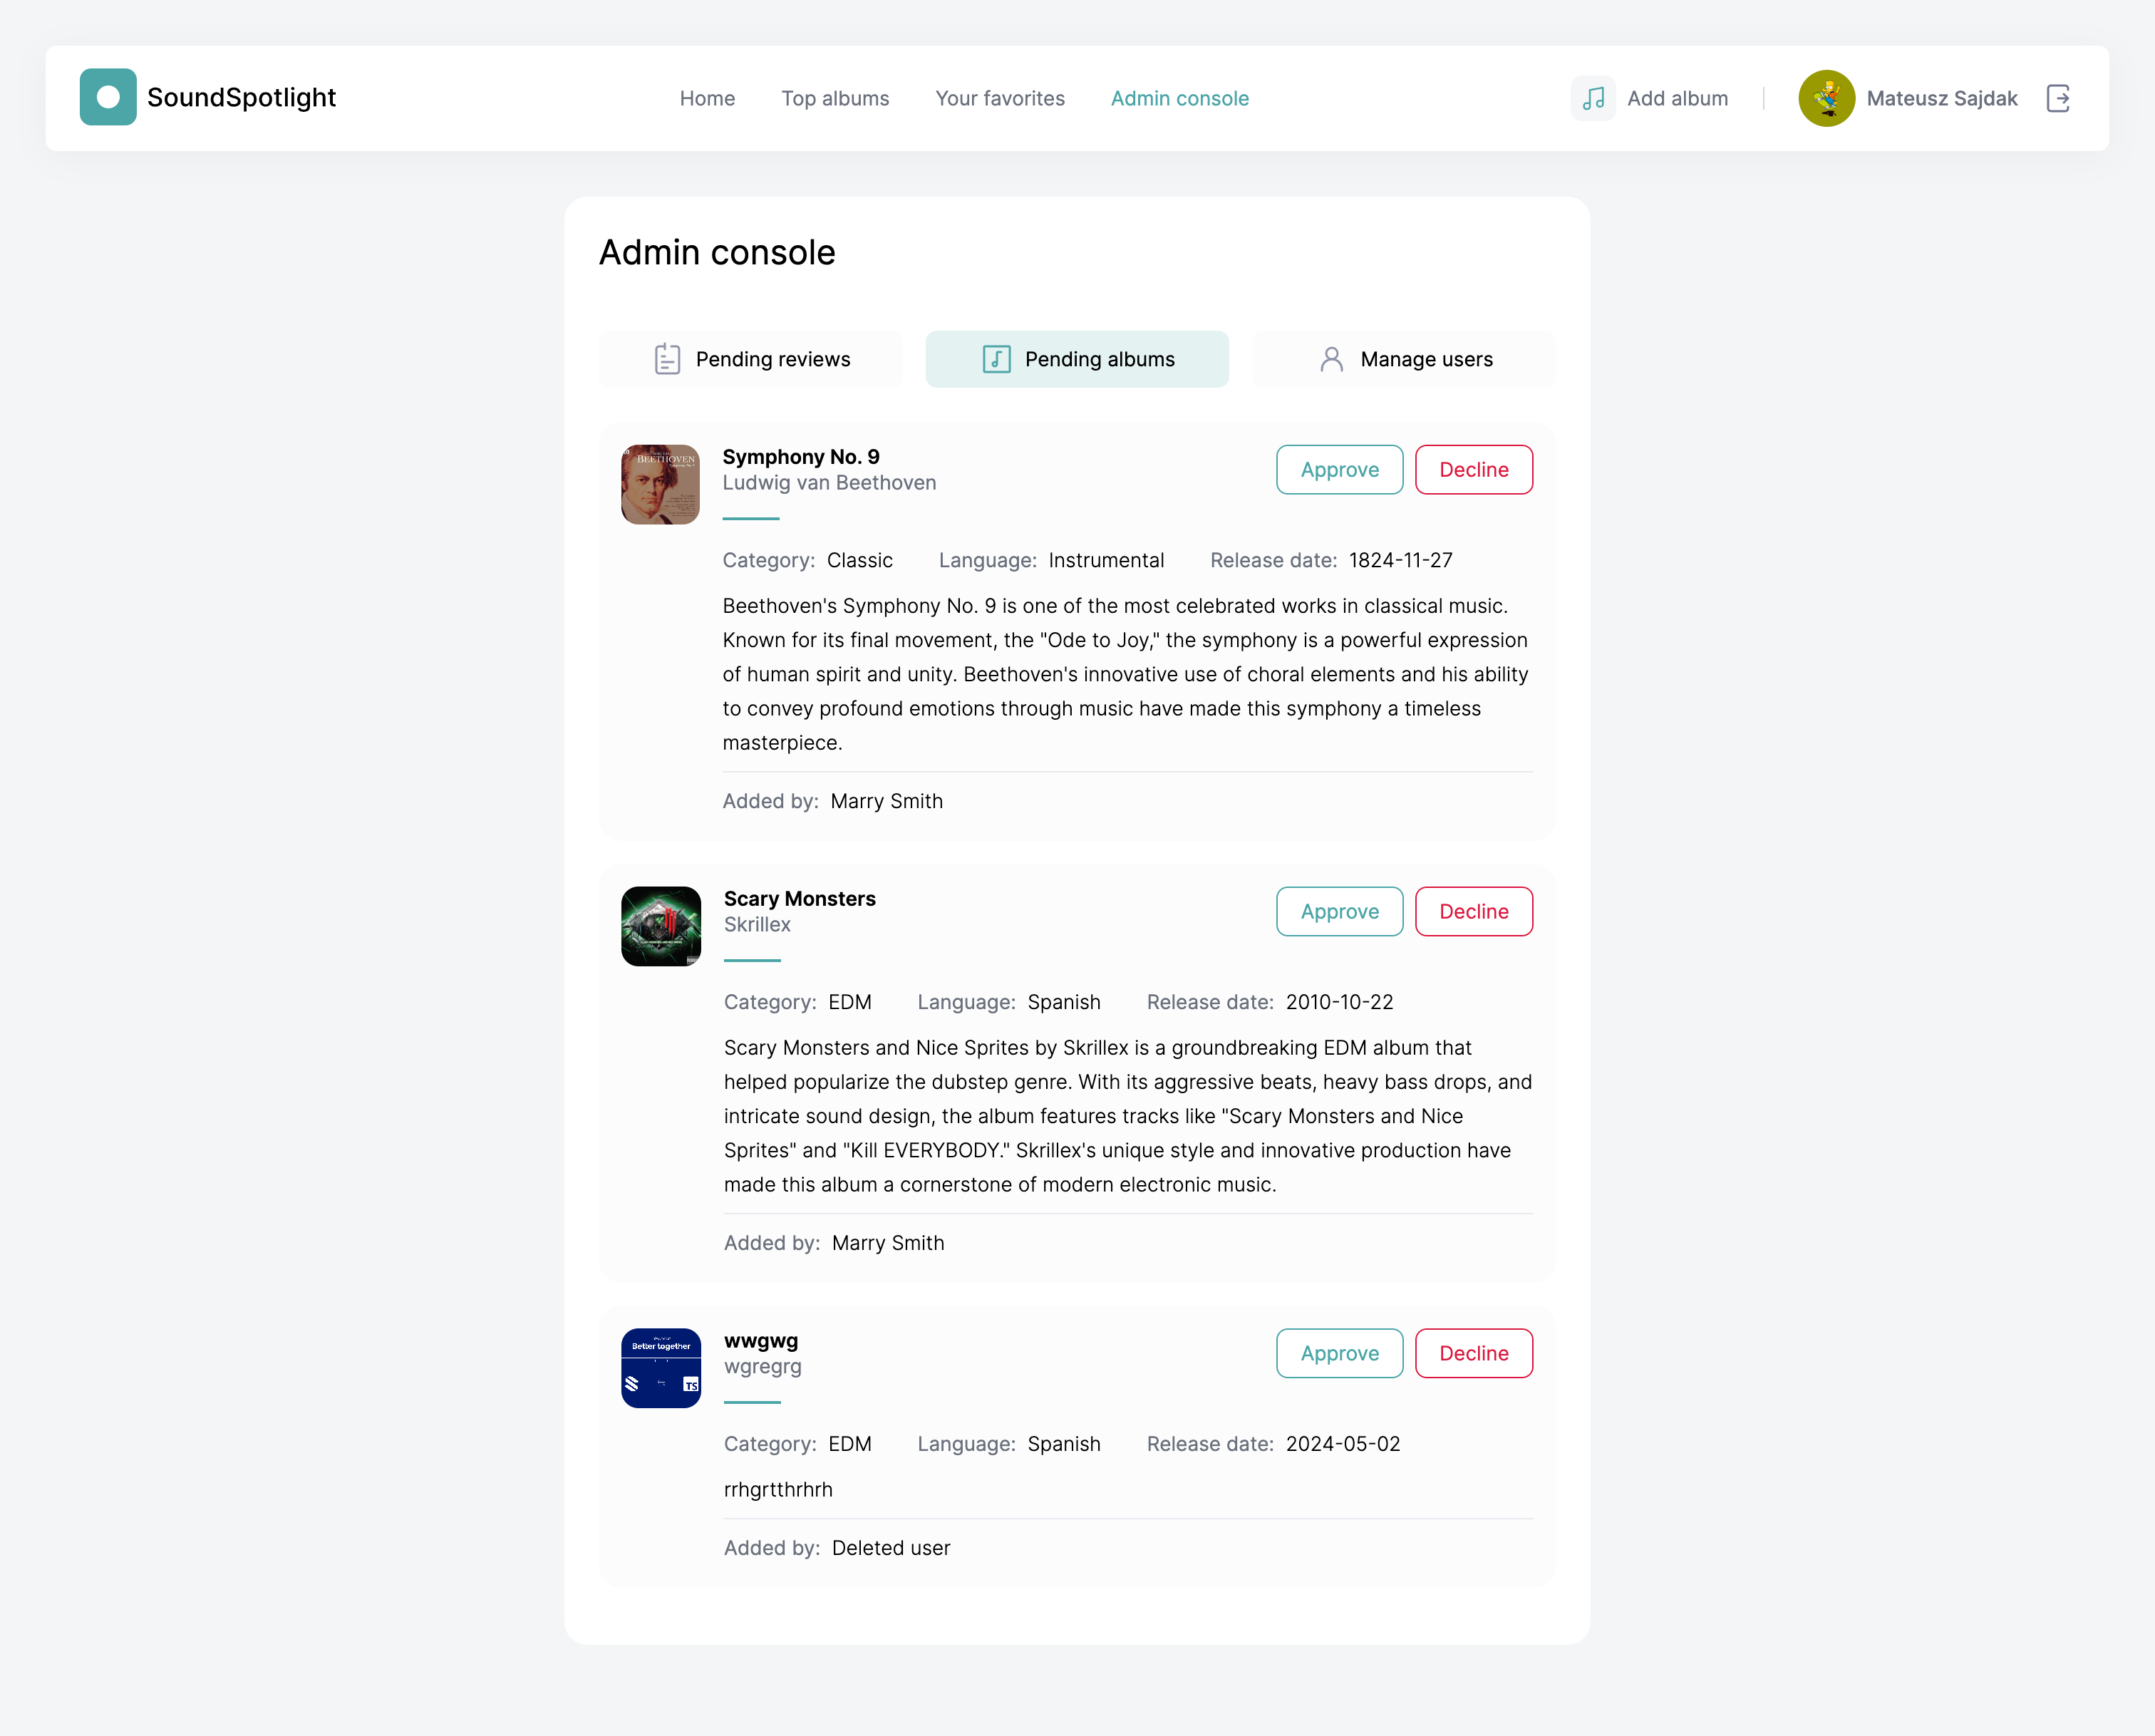 SoundSpotlight
Home
Top albums
Your favorites
Admin console
Add album
Mateusz Sajdak
Admin console
Pending reviews
Pending albums
Manage users
BEETHOVEN
Symphony No. 9
Ludwig van Beethoven
Approve
Decline
Category: Classic
Language: Instrumental
Release date: 1824-11-27
Beethoven's Symphony No. 9 is one of the most celebrated works in classical music.
Known for its final movement, the "Ode to Joy," the symphony is a powerful expression
of human spirit and unity. Beethoven's innovative use of choral elements and his ability
to convey profound emotions through music have made this symphony a timeless
masterpiece.
Added by: Marry Smith
Scary Monsters
Skrillex
Approve
Decline
Category: EDM
Language: Spanish
Release date: 2010-10-22
Scary Monsters and Nice Sprites by Skrillex is a groundbreaking EDM album that
helped popularize the dubstep genre. With its aggressive beats, heavy bass drops, and
intricate sound design, the album features tracks like "Scary Monsters and Nice
Sprites" and "Kill EVERYBODY." Skrillex's unique style and innovative production have
made this album a cornerstone of modern electronic music.
Added by: Marry Smith
Better together
TS
wwgwg
wgregrg
Approve
Decline
Category: EDM
Language: Spanish
Release date: 2024-05-02
rrhgrtthrhrh
Added by: Deleted user